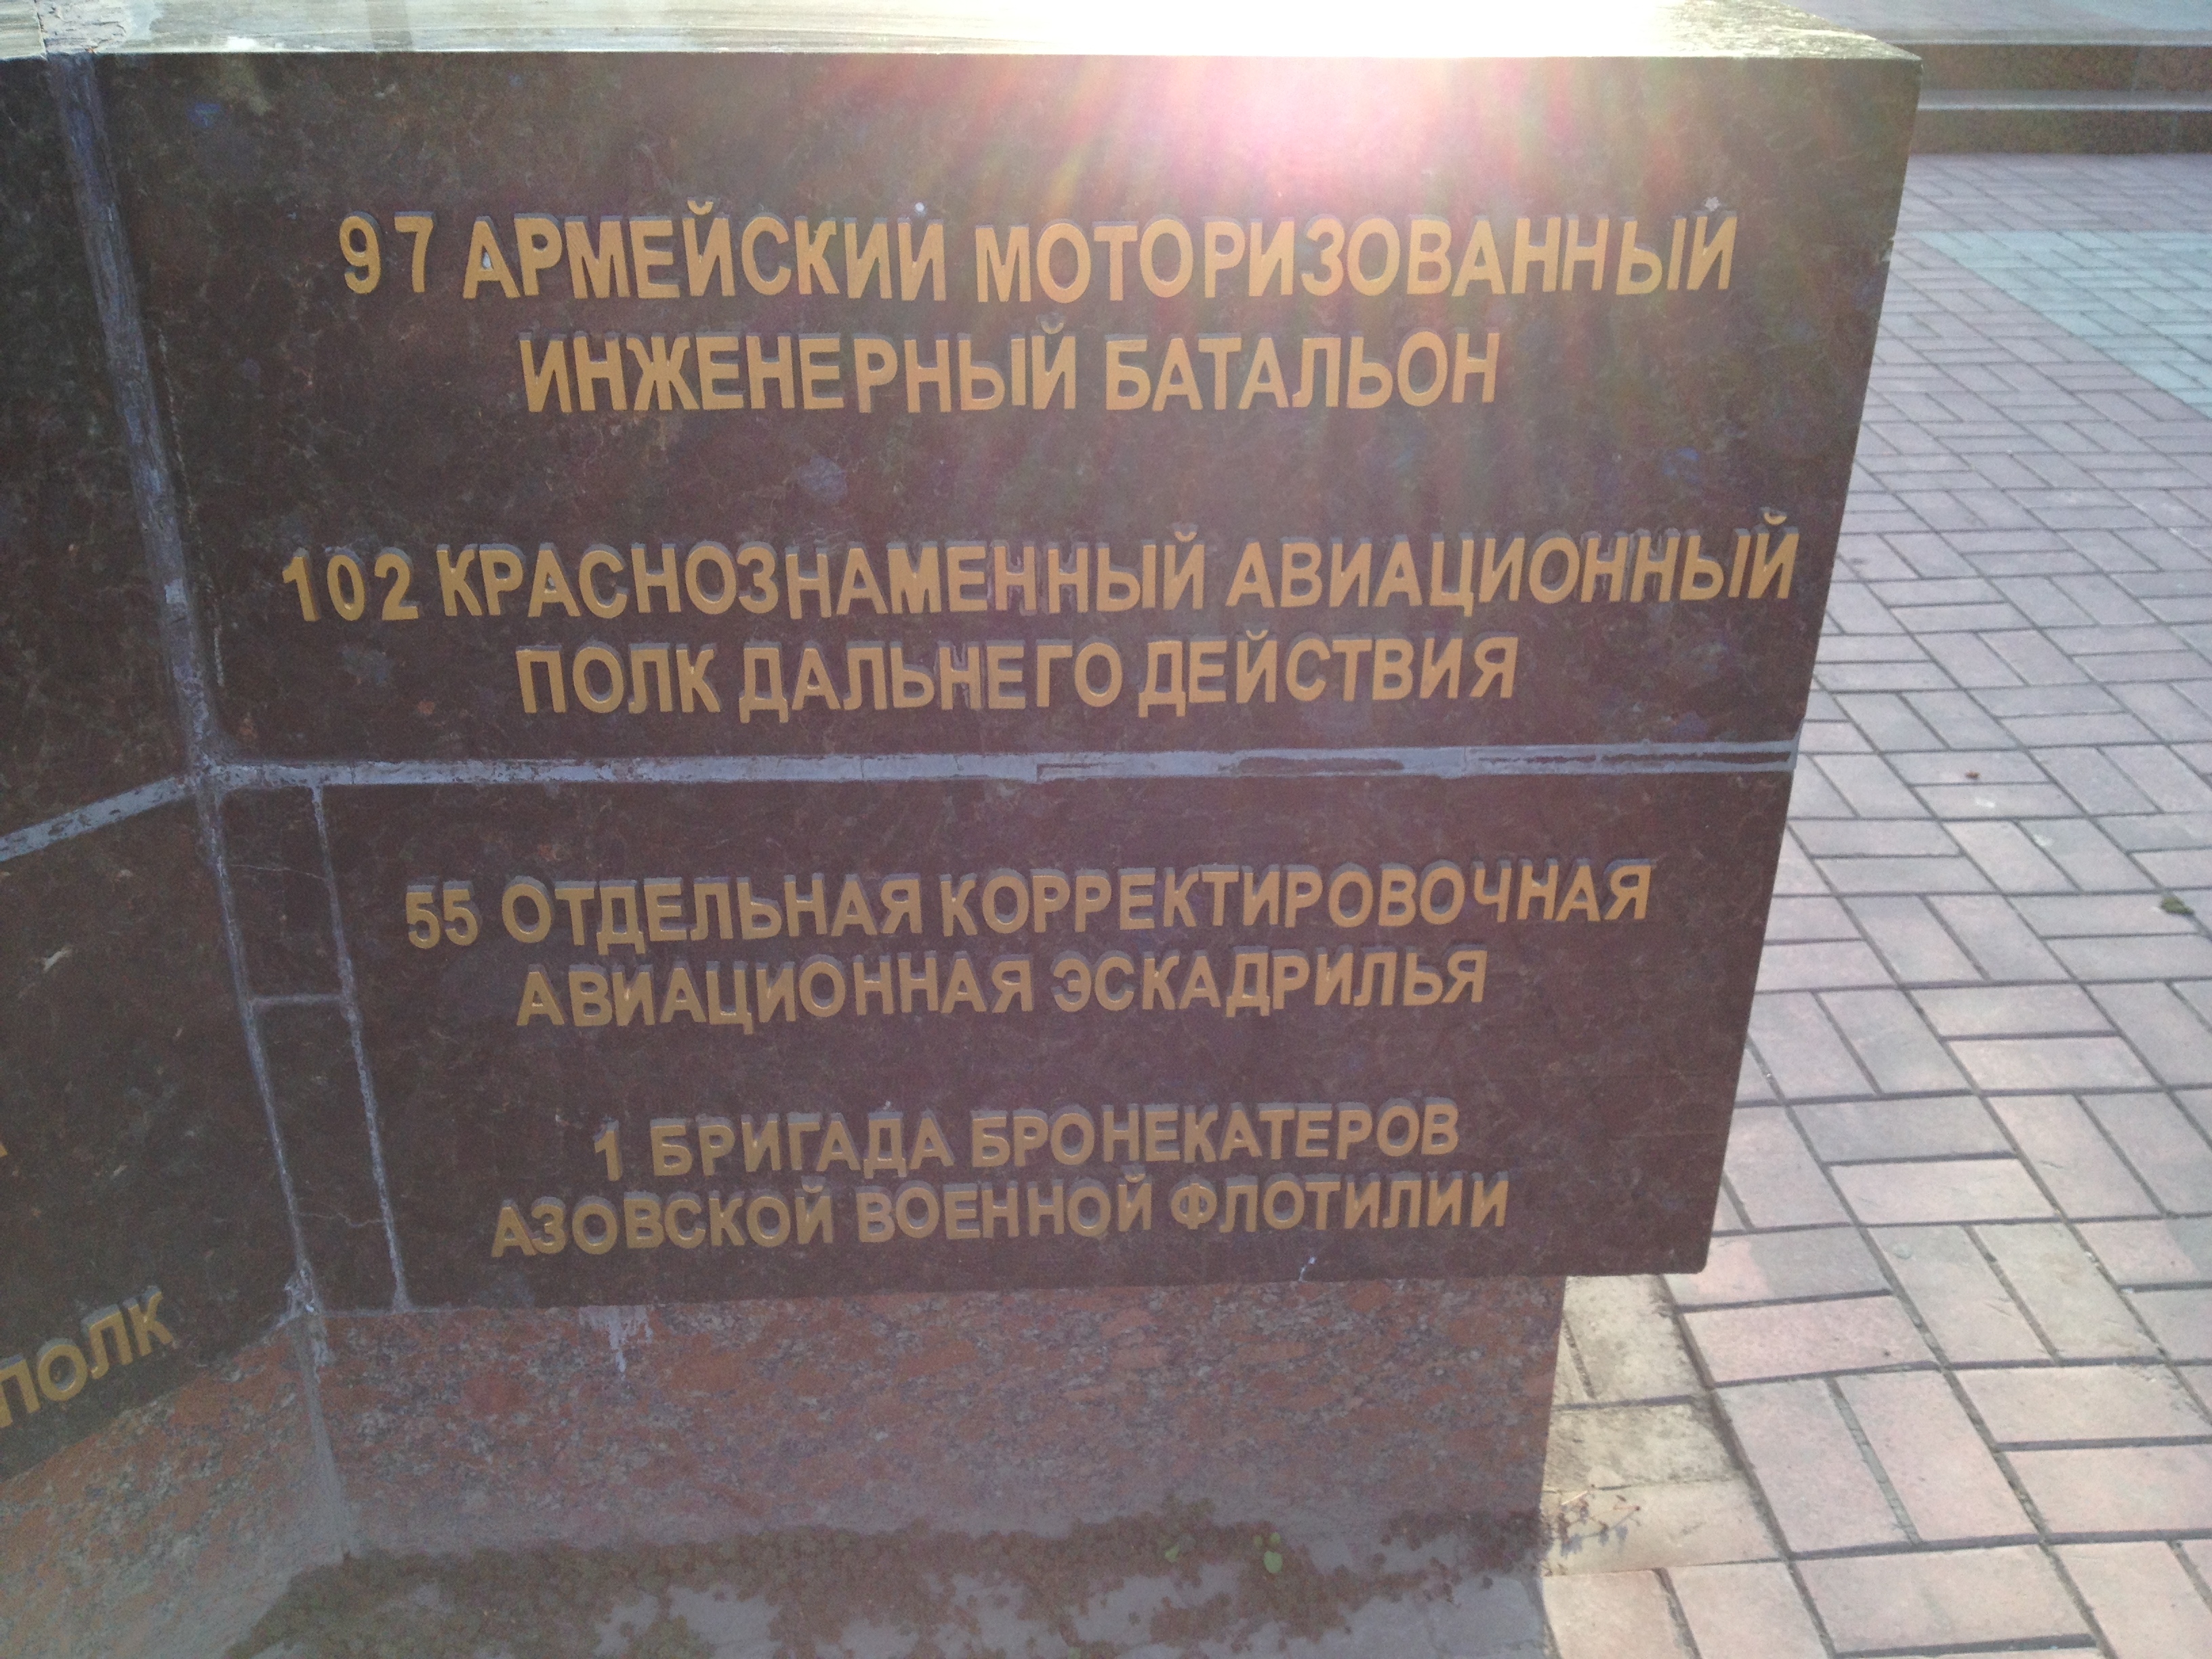 97 АРМЕЙСКИЙ МОТОРИЗОВАННЫЙ
ИНЖЕНЕРНЫЙ БАТАЛЬОН
102 КРАСНОЗНАМЕННЫЙ АВИАЦИОННЫЙ
ПОЛК ДАЛЬНЕГО ДЕЙСТВИЯ
55 ОТДЕЛЬНАЯ КОРРЕКТИРОВОЧНАЯ
АВИАЦИОННАЯ ЭСКАДРИЛЬЯ
1 БРИГАДА БРОНЕКАТЕРОВ
АЗОВСКОЙ ВОЕННОЙ ФЛОТИЛИИ
ПОЛК